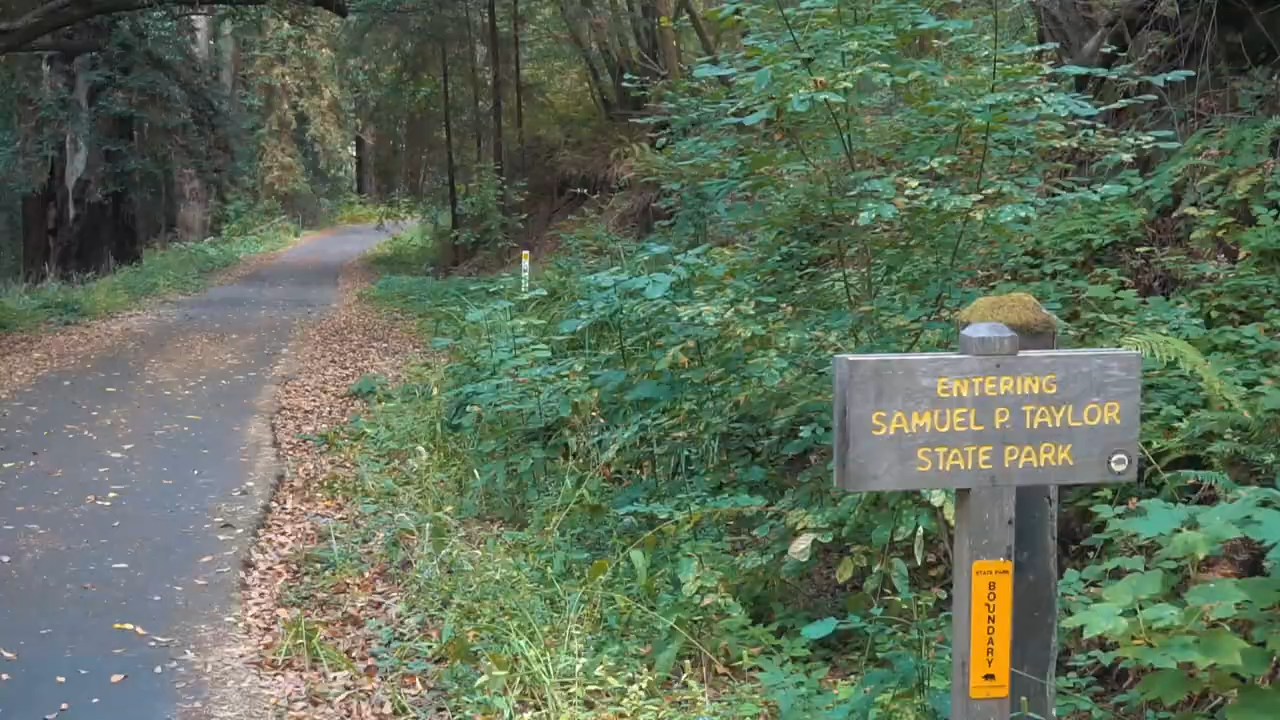 ENTERING
SAMUEL P. TAYLOR
STATE PARK
STATE PARK
BOUNDARY